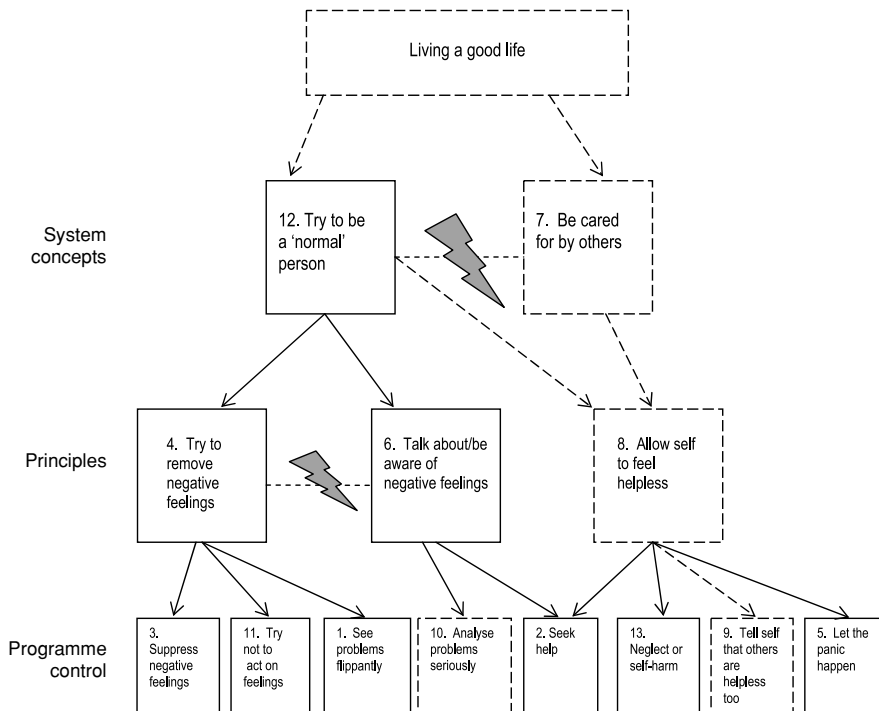 Living a good life
System
concepts
12. Try to be
a ‘normal’
person
7. Be cared
for by others
Principles
4. Try to
remove
negative
feelings
6. Talk about/be
aware of
negative feelings
8. Allow self
to feel
helpless
Programme
control
3.
Suppress
negative
feelings
11. Try
not to
act on
feelings
1. See
problems
flippantly
10. Analyse
problems
seriously
2. Seek
help
13.
Neglect or
self-harm
9. Tell self
that others
are
helpless
too
5. Let the
panic
happen